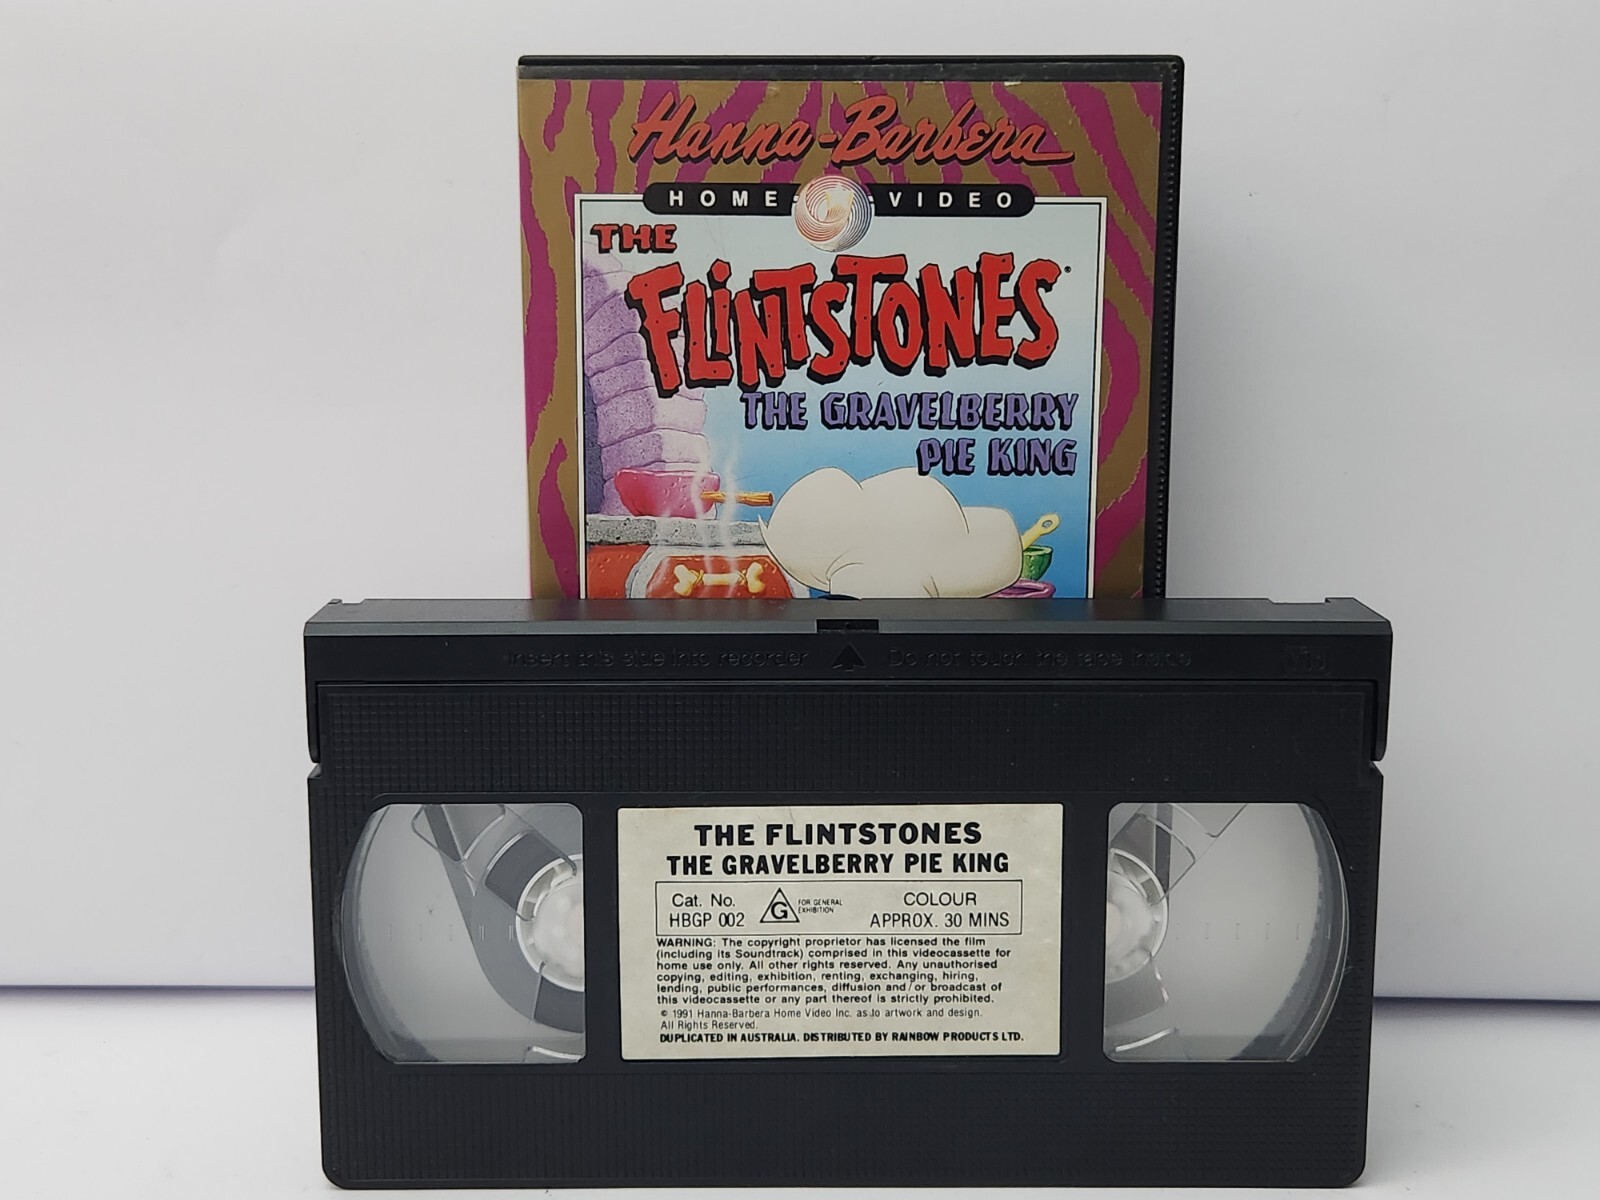 Hanna-Barbera
HOME VIDEO
THE
FLINTSTONES
THE GRAVELBERRY
PIE KING
Insert this side into recorder Do not touch the tape inside
THE FLINTSTONES
THE GRAVELBERRY PIE KING
Cat. No.
HBGP 002
G
FOR GENERAL
EXHIBITION
COLOUR
APPROX. 30 MINS
WARNING: The copyright proprietor has licensed the film
(including its Soundtrack) comprised in this videocassette for
home use only. All other rights reserved. Any unauthorised
copying, editing, exhibition, renting, exchanging, hiring,
lending, public performances, diffusion and/or broadcast of
this videocassette or any part thereof is strictly prohibited.
© 1991 Hanna-Barbera Home Video Inc. as to artwork and design.
All Rights Reserved.
DUPLICATED IN AUSTRALIA. DISTRIBUTED BY RAINBOW PRODUCTS LTD.